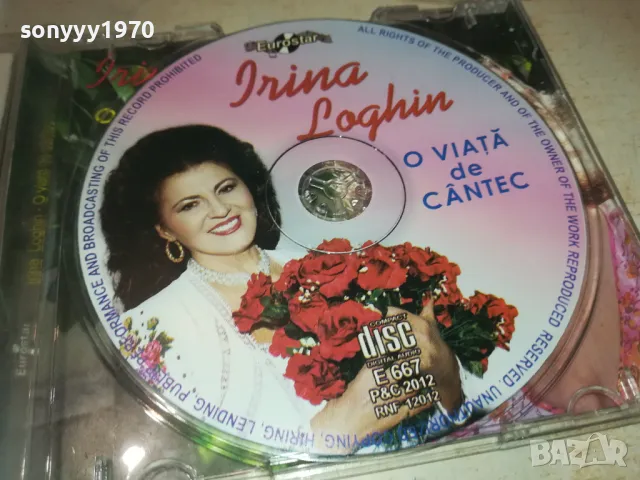 sonyyy1970
Eurostar
Irina
Loghin
O VIAȚĂ
de
CÂNTEC
ALL RIGHTS OF THE PRODUCER AND OF THE OWNER OF THE WORK REPRODUCED RESERVED.
HIRING, LENDING,
AND BROADCASTING OF THIS RECORD PROHIBITED
COMPACT
disc
DIGITAL AUDIO
E 667
P&C 2012
RNF 12012
Eurostar
BAZAR
bg